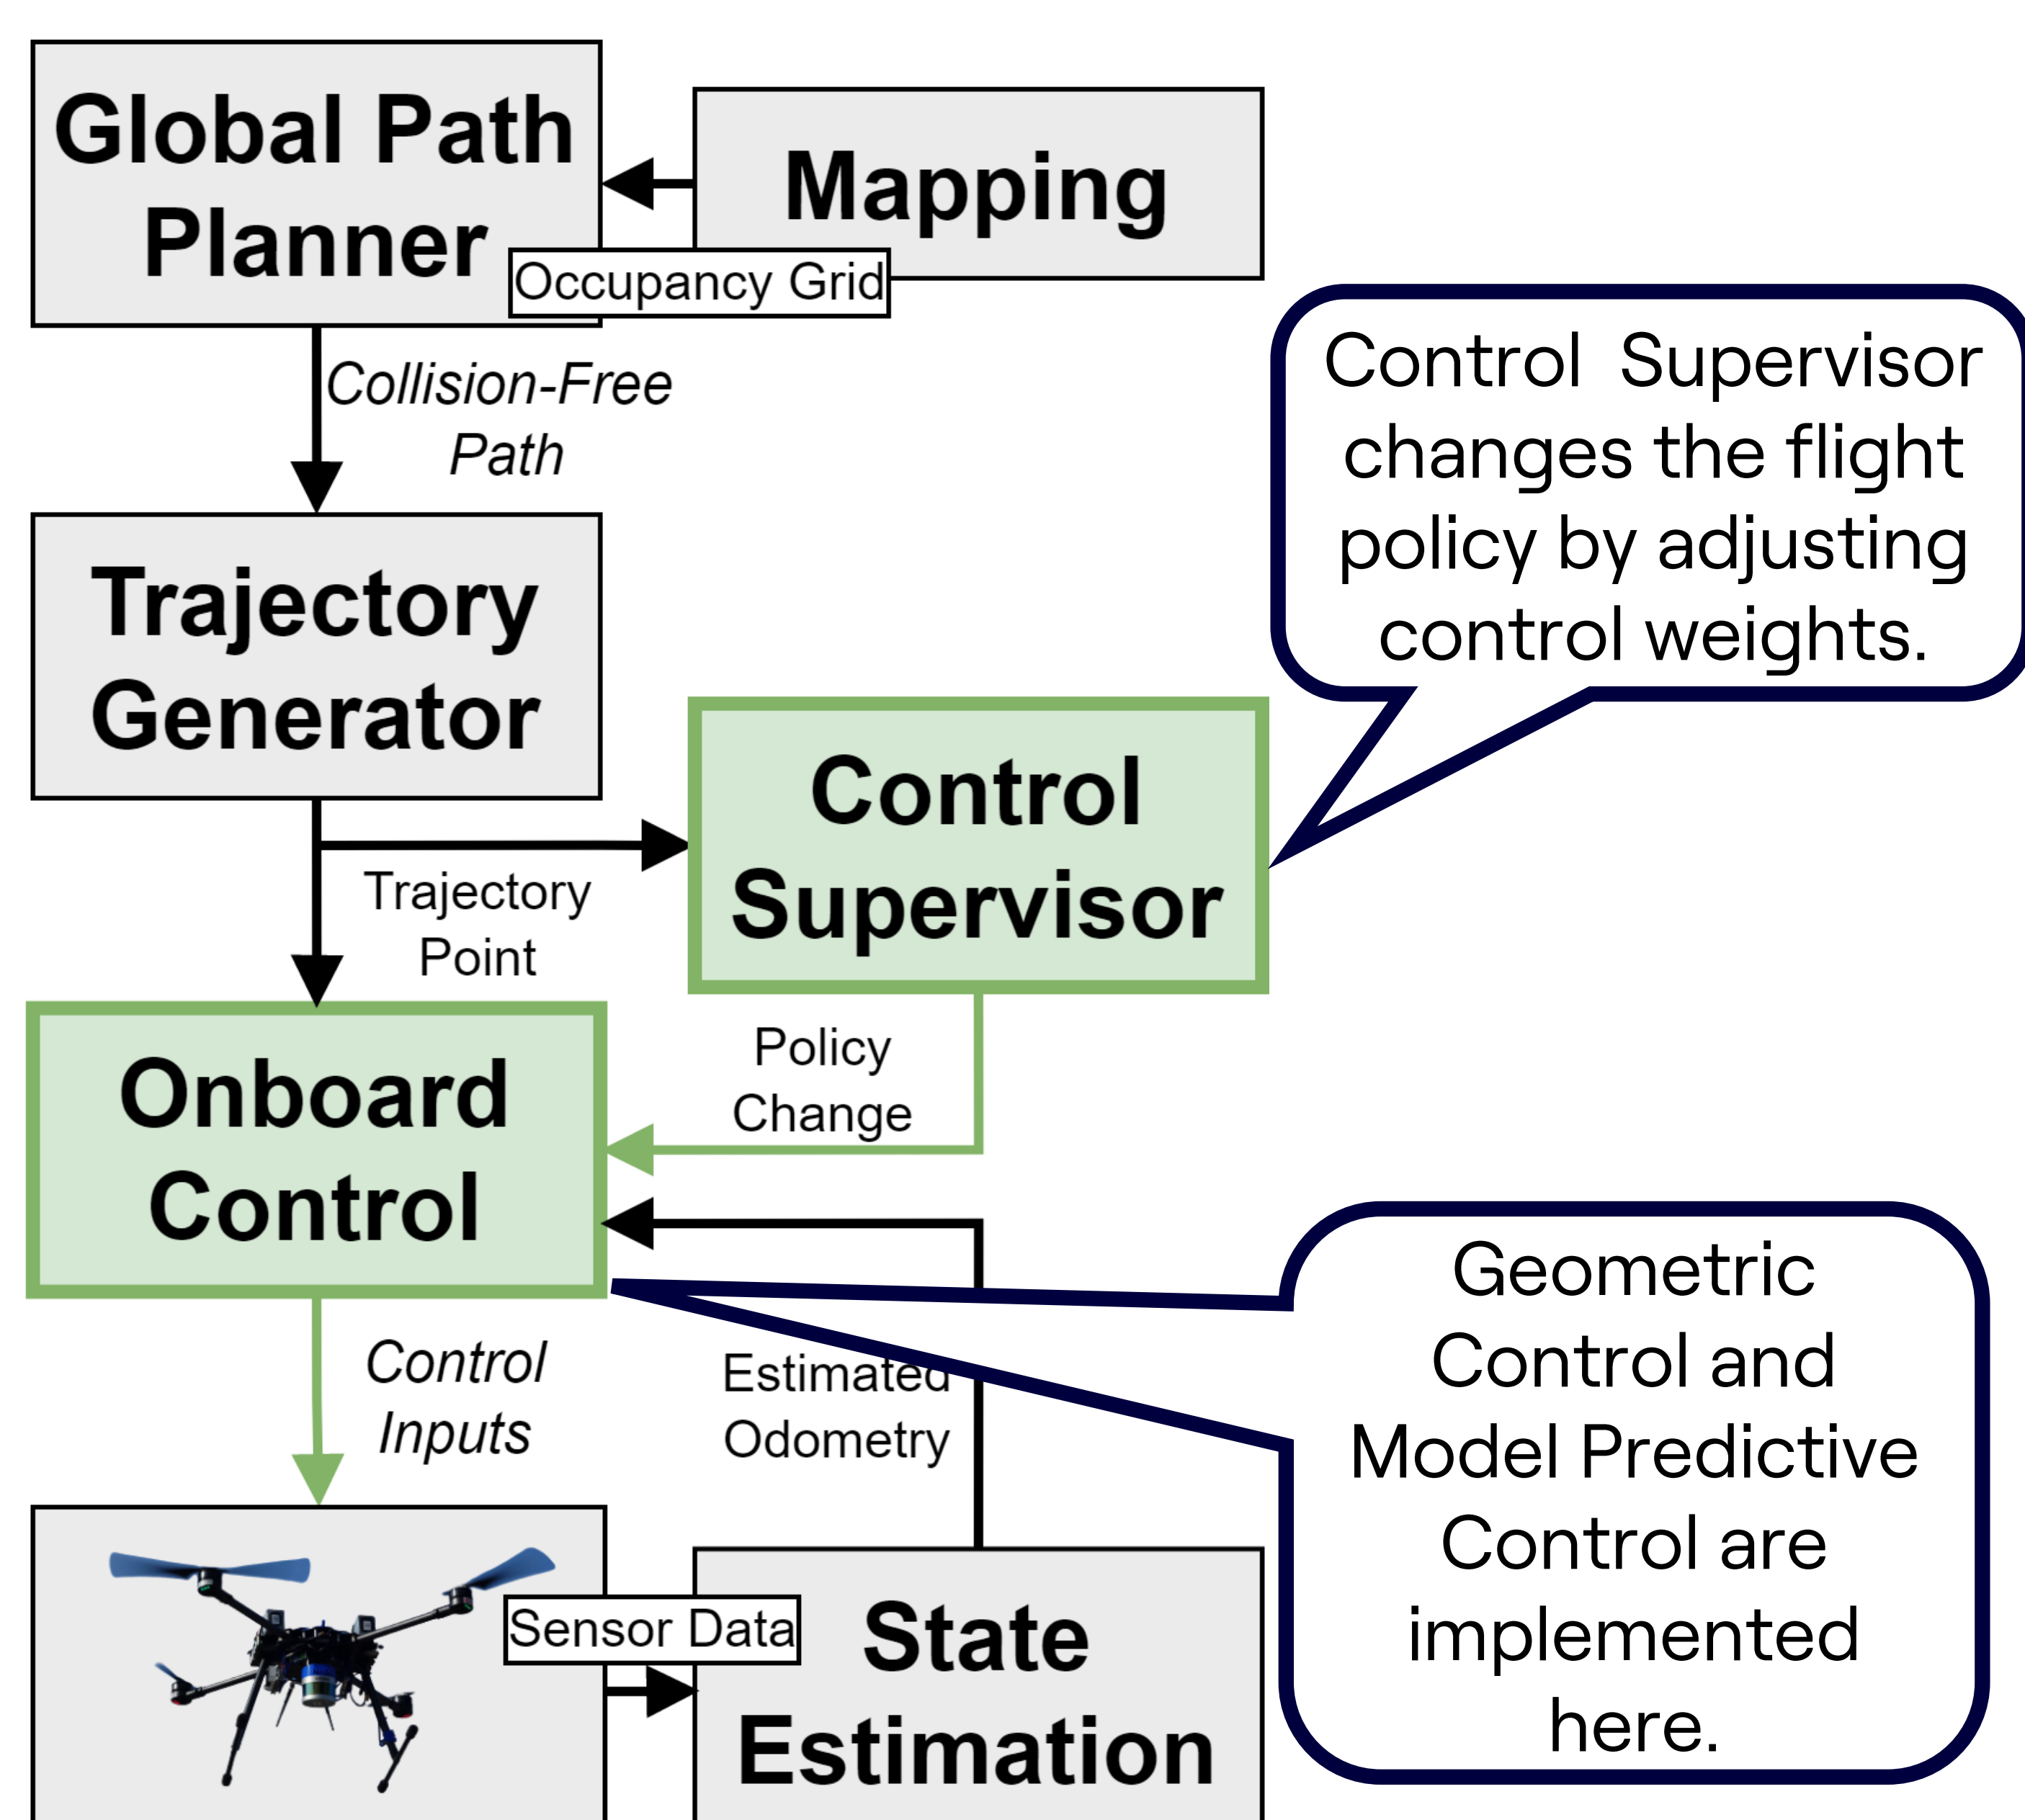 Global Path
Planner
Mapping
Occupancy Grid
Collision-Free
Path
Control Supervisor
changes the flight
policy by adjusting
control weights.
Trajectory
Generator
Control
Supervisor
Trajectory
Point
Onboard
Control
Policy
Change
Control
Inputs
Estimated
Odometry
Geometric
Control and
Model Predictive
Control are
implemented
here.
Sensor Data
State
Estimation